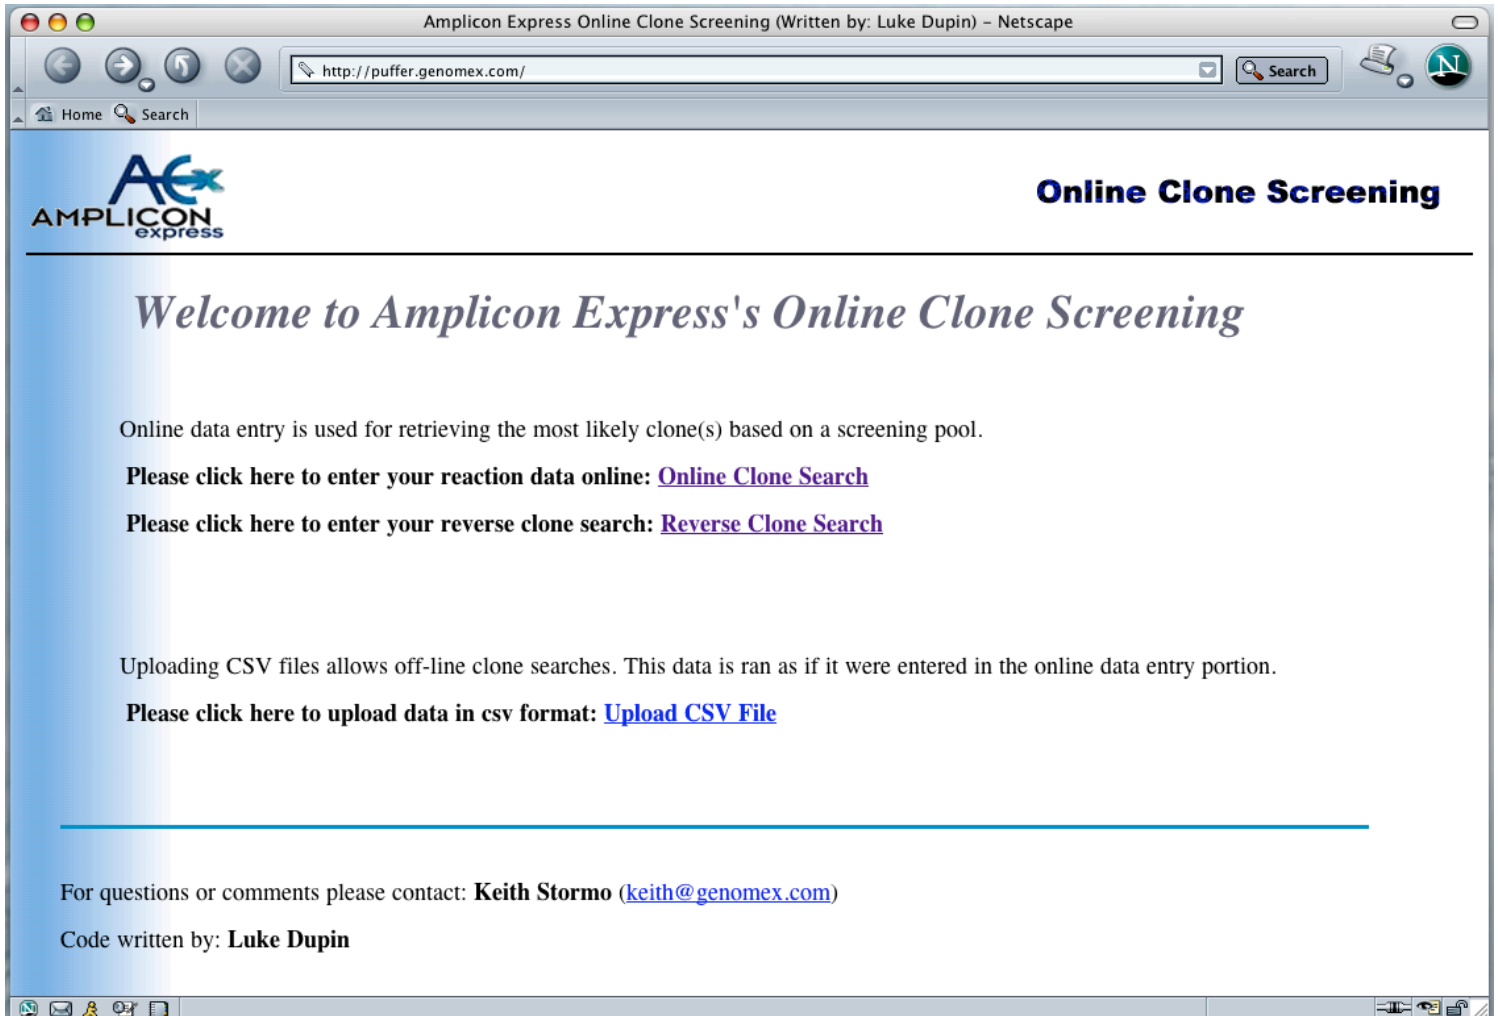 Amplicon Express Online Clone Screening (Written by: Luke Dupin) – Netscape
http://puffer.genomex.com/
Search
N
Home Search
AEx
AMPLICON
express
Online Clone Screening
Welcome to Amplicon Express's Online Clone Screening
Online data entry is used for retrieving the most likely clone(s) based on a screening pool.
Please click here to enter your reaction data online: Online Clone Search
Please click here to enter your reverse clone search: Reverse Clone Search
Uploading CSV files allows off-line clone searches. This data is ran as if it were entered in the online data entry portion.
Please click here to upload data in csv format: Upload CSV File
For questions or comments please contact: Keith Stormo (keith@genomex.com)
Code written by: Luke Dupin